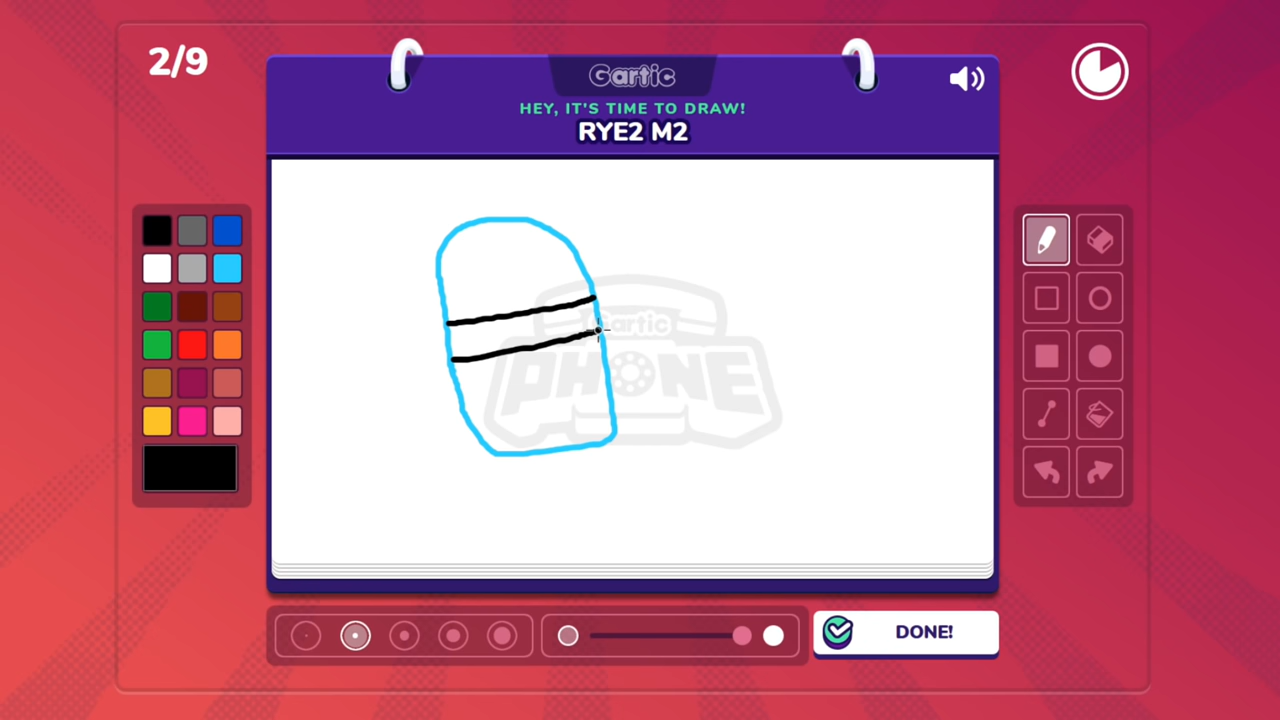 2/9
Gartic
HEY, IT'S TIME TO DRAW!
RYE2 M2
Gartic
PHONE
DONE!